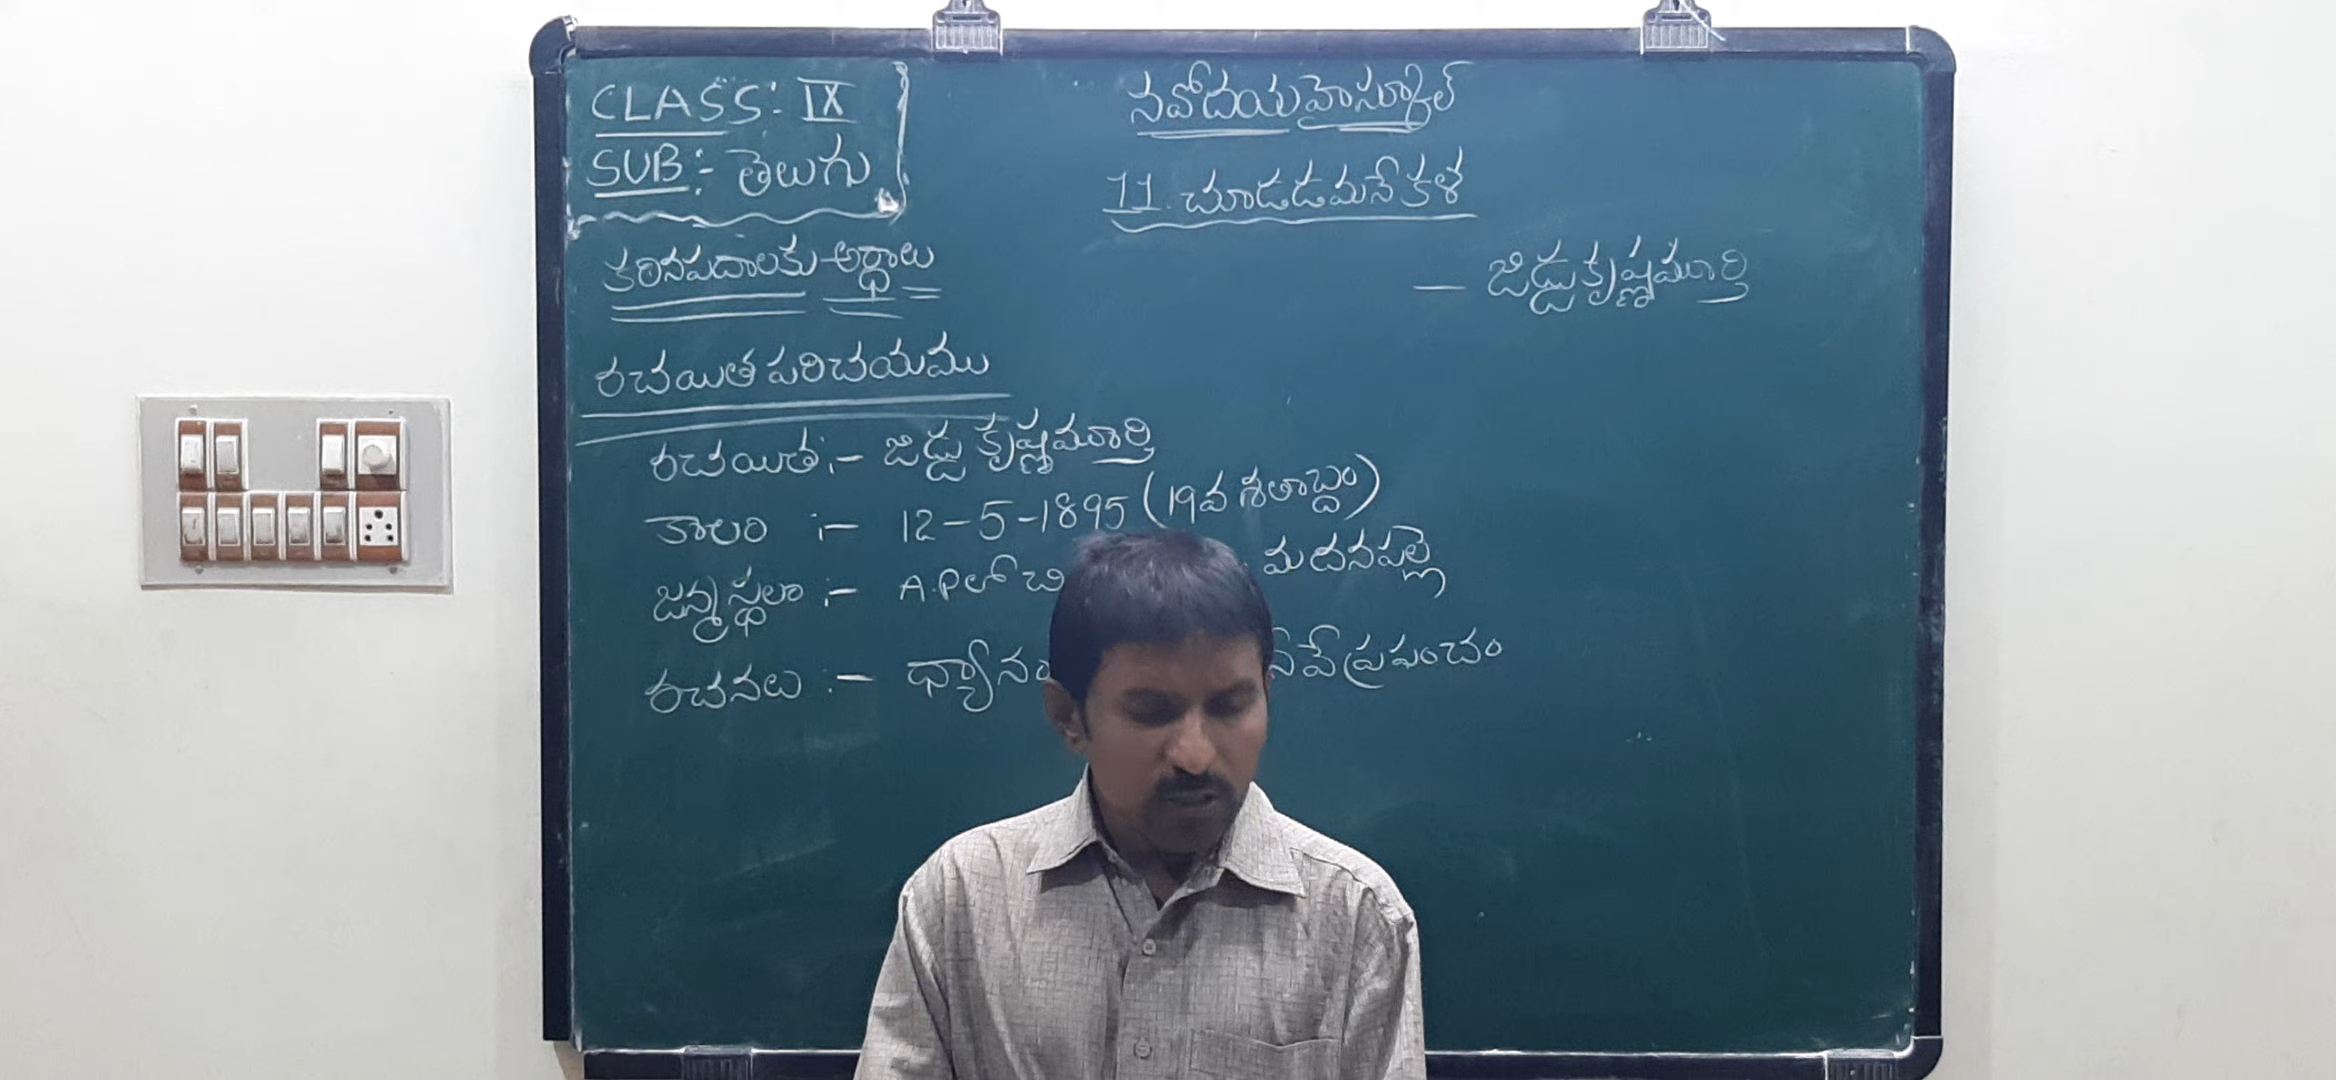 CLASS:- IX
SUB:- తెలుగు
నవోదయహైస్కూల్
11. చూడడమనేకళ
— జిడ్డుకృష్ణమూర్తి
కఠినపదాలకు అర్ధాలు
రచయిత పరిచయము
రచయిత :- జిడ్డు కృష్ణమూర్తి
కాలం :- 12-5-1895 (19వ శతాబ్దం)
జన్మస్థలం :- A.P లో మదనపల్లె
రచనలు :- నీవేప్రపంచం